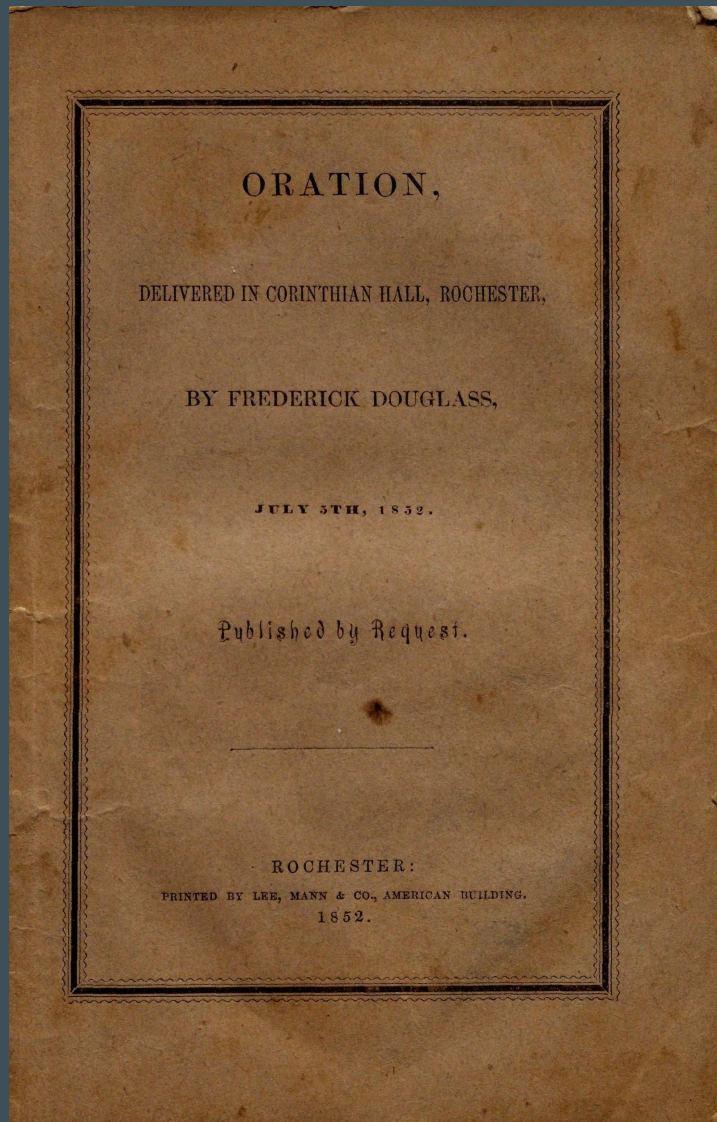 ORATION,
DELIVERED IN CORINTHIAN HALL, ROCHESTER,
BY FREDERICK DOUGLASS,
JULY 5TH, 1852.
Published by Request.
ROCHESTER:
PRINTED BY LEE, MANN & CO., AMERICAN BUILDING.
1852.